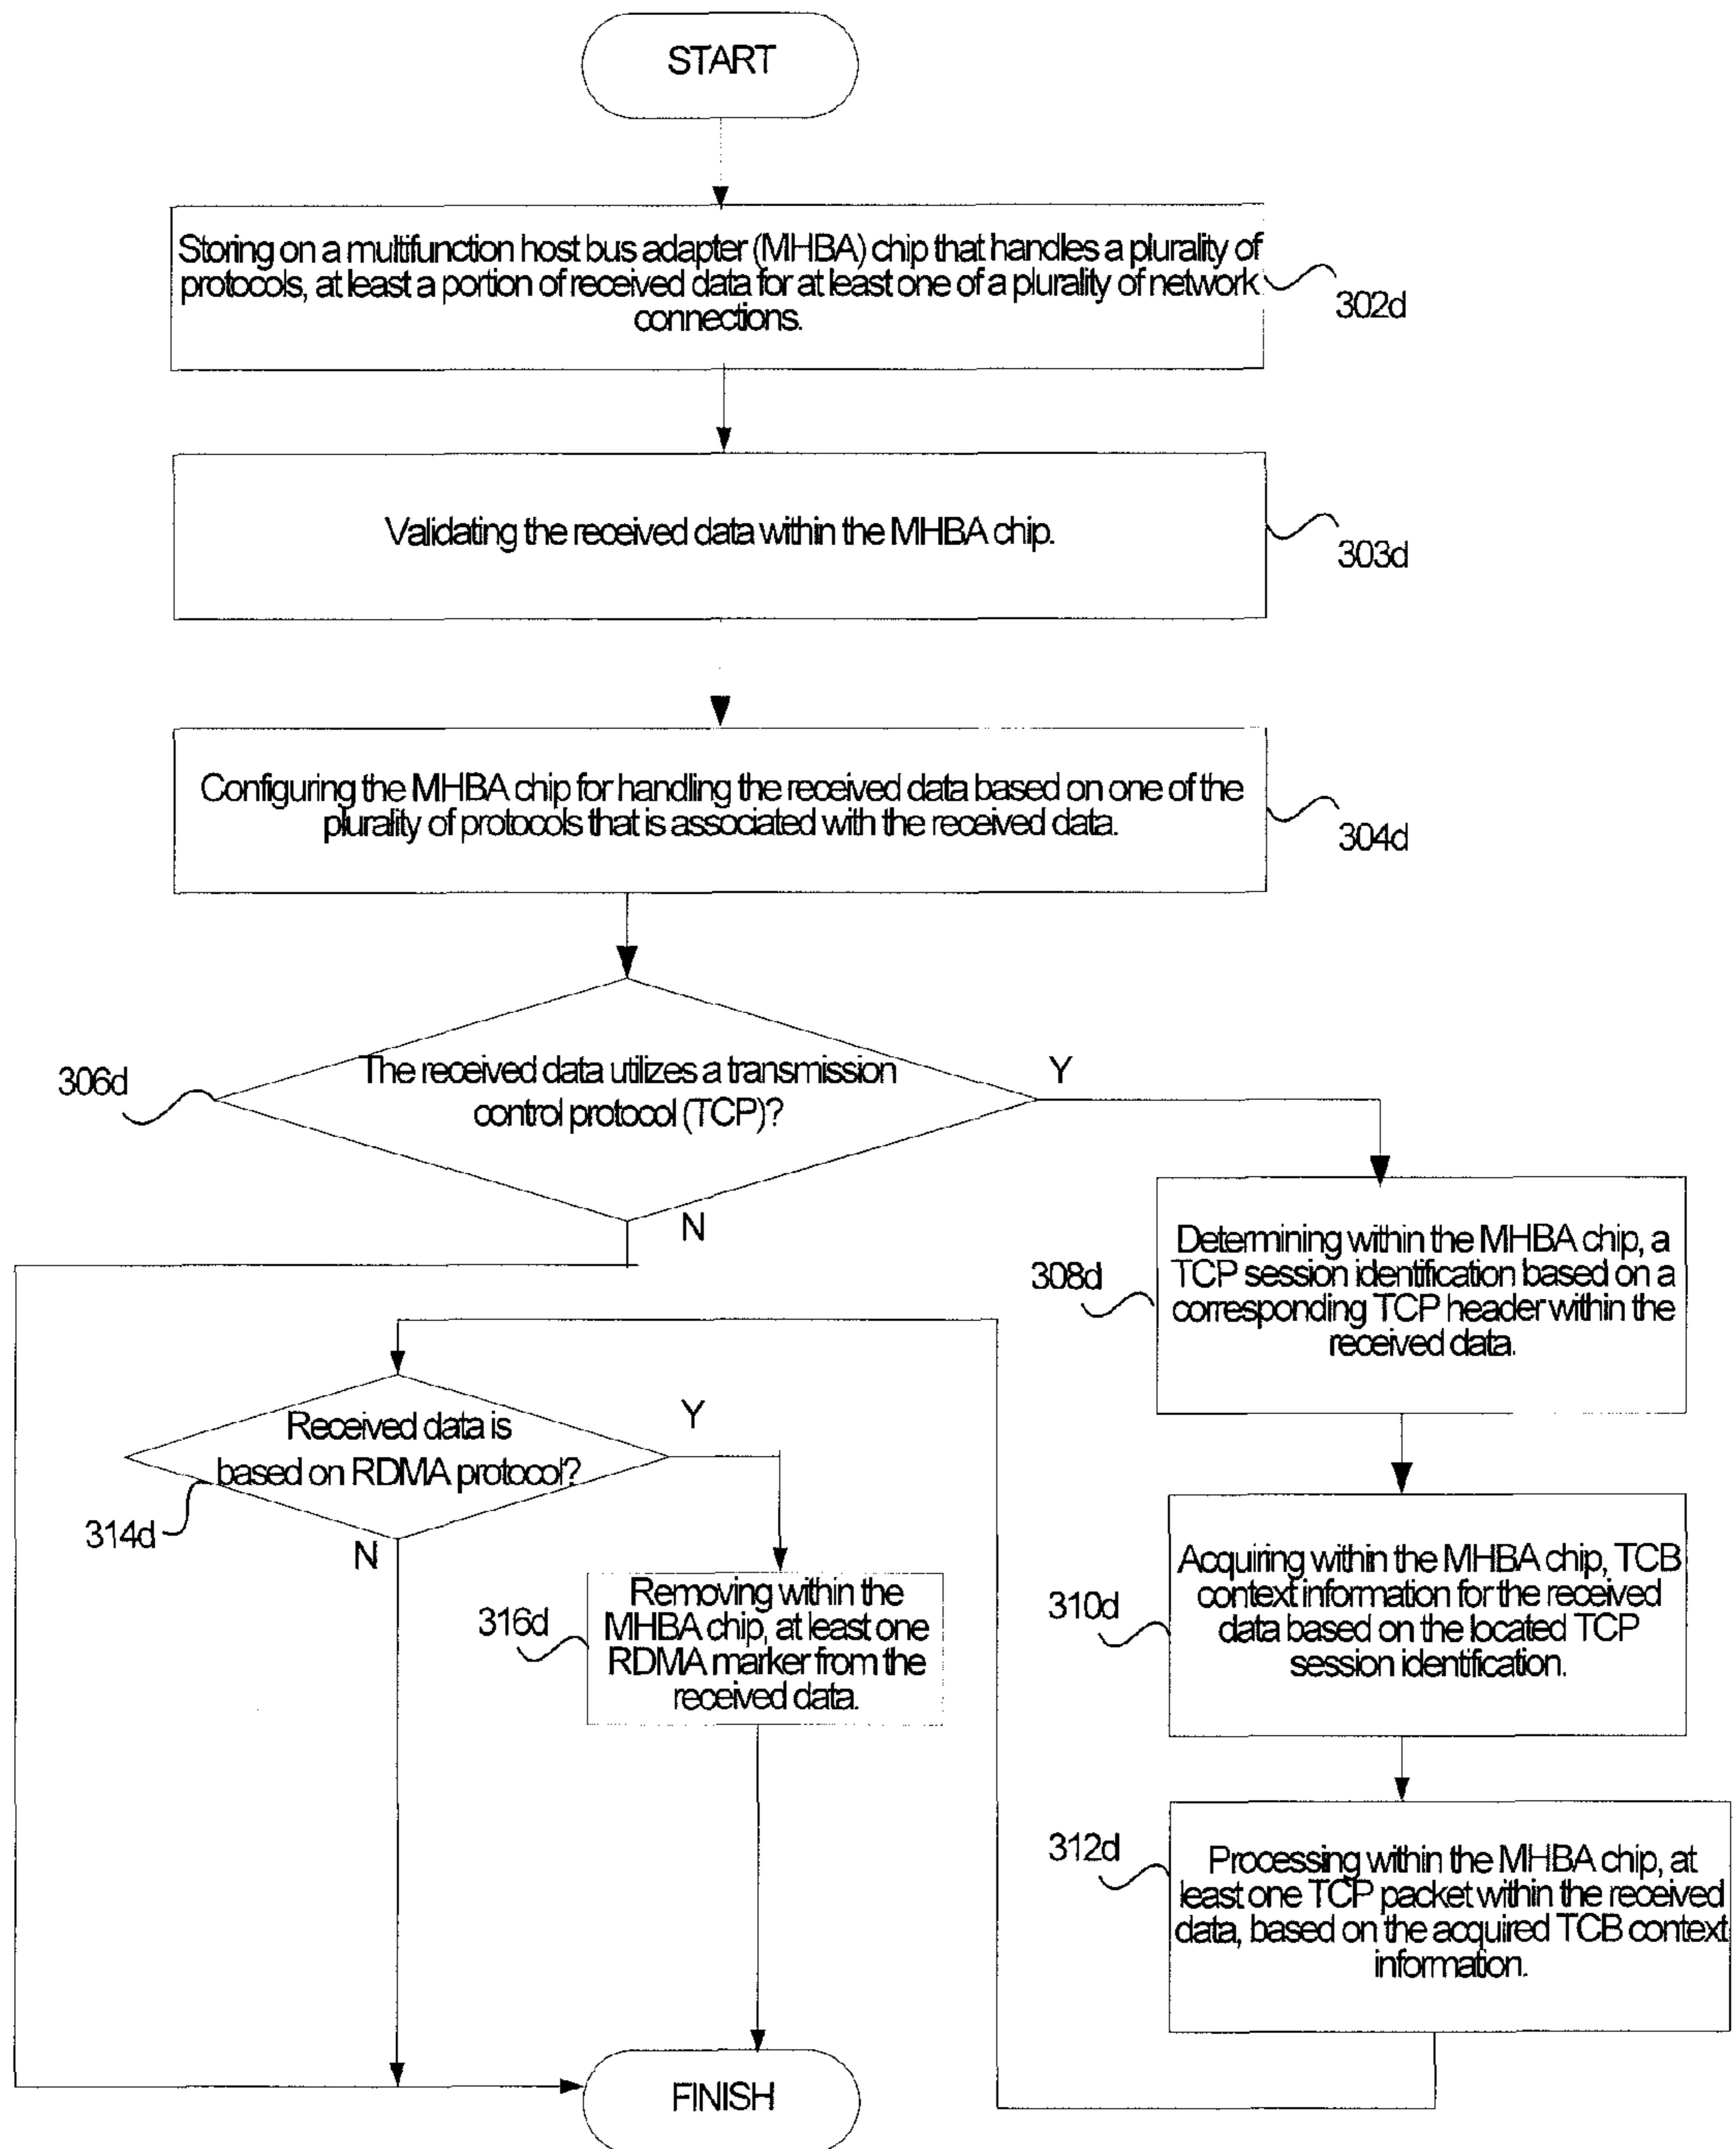 START
Storing on a multifunction host bus adapter (MHBA) chip that handles a plurality of
protocols, at least a portion of received data for at least one of a plurality of network
connections.
302d
Validating the received data within the MHBA chip.
303d
Configuring the MHBA chip for handling the received data based on one of the
plurality of protocols that is associated with the received data.
304d
The received data utilizes a transmission
control protocol (TCP)?
306d
Y
N
Determining within the MHBA chip, a
TCP session identification based on a
corresponding TCP header within the
received data.
308d
Received data is
based on RDMA protocol?
314d
Y
N
Removing within the
MHBA chip, at least one
RDMA marker from the
received data.
316d
Acquiring within the MHBA chip, TCB
context information for the received
data based on the located TCP
session identification.
310d
Processing within the MHBA chip, at
least one TCP packet within the received
data, based on the acquired TCB context
information.
312d
FINISH